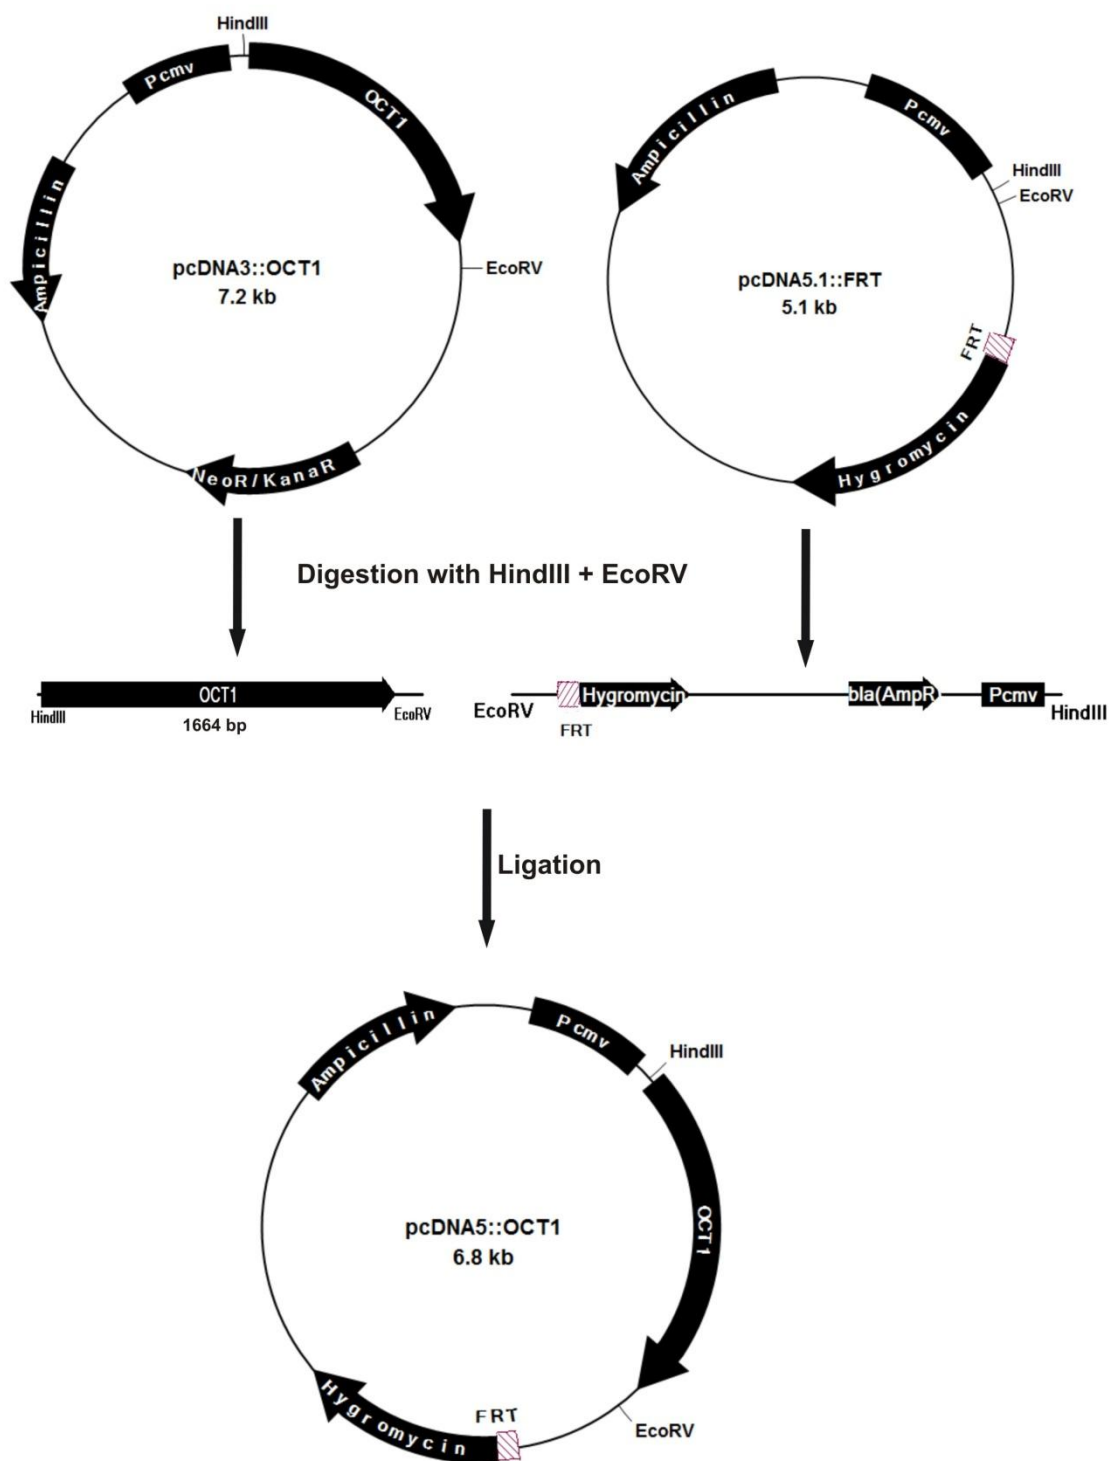 HindIII
Pcmv
OCT1
Ampicillin
pcDNA3::OCT1
7.2 kb
EcoRV
NeoR/KanaR
Ampicillin
Pcmv
HindIII
EcoRV
pcDNA5.1::FRT
5.1 kb
FRT
Hygromycin
Digestion with HindIII + EcoRV
OCT1
HindIII
1664 bp
EcoRV
EcoRV
FRT
Hygromycin
bla(AmpR
Pcmv
HindIII
Ligation
Ampicillin
Pcmv
HindIII
OCT1
pcDNA5::OCT1
6.8 kb
Hygromycin
FRT
EcoRV